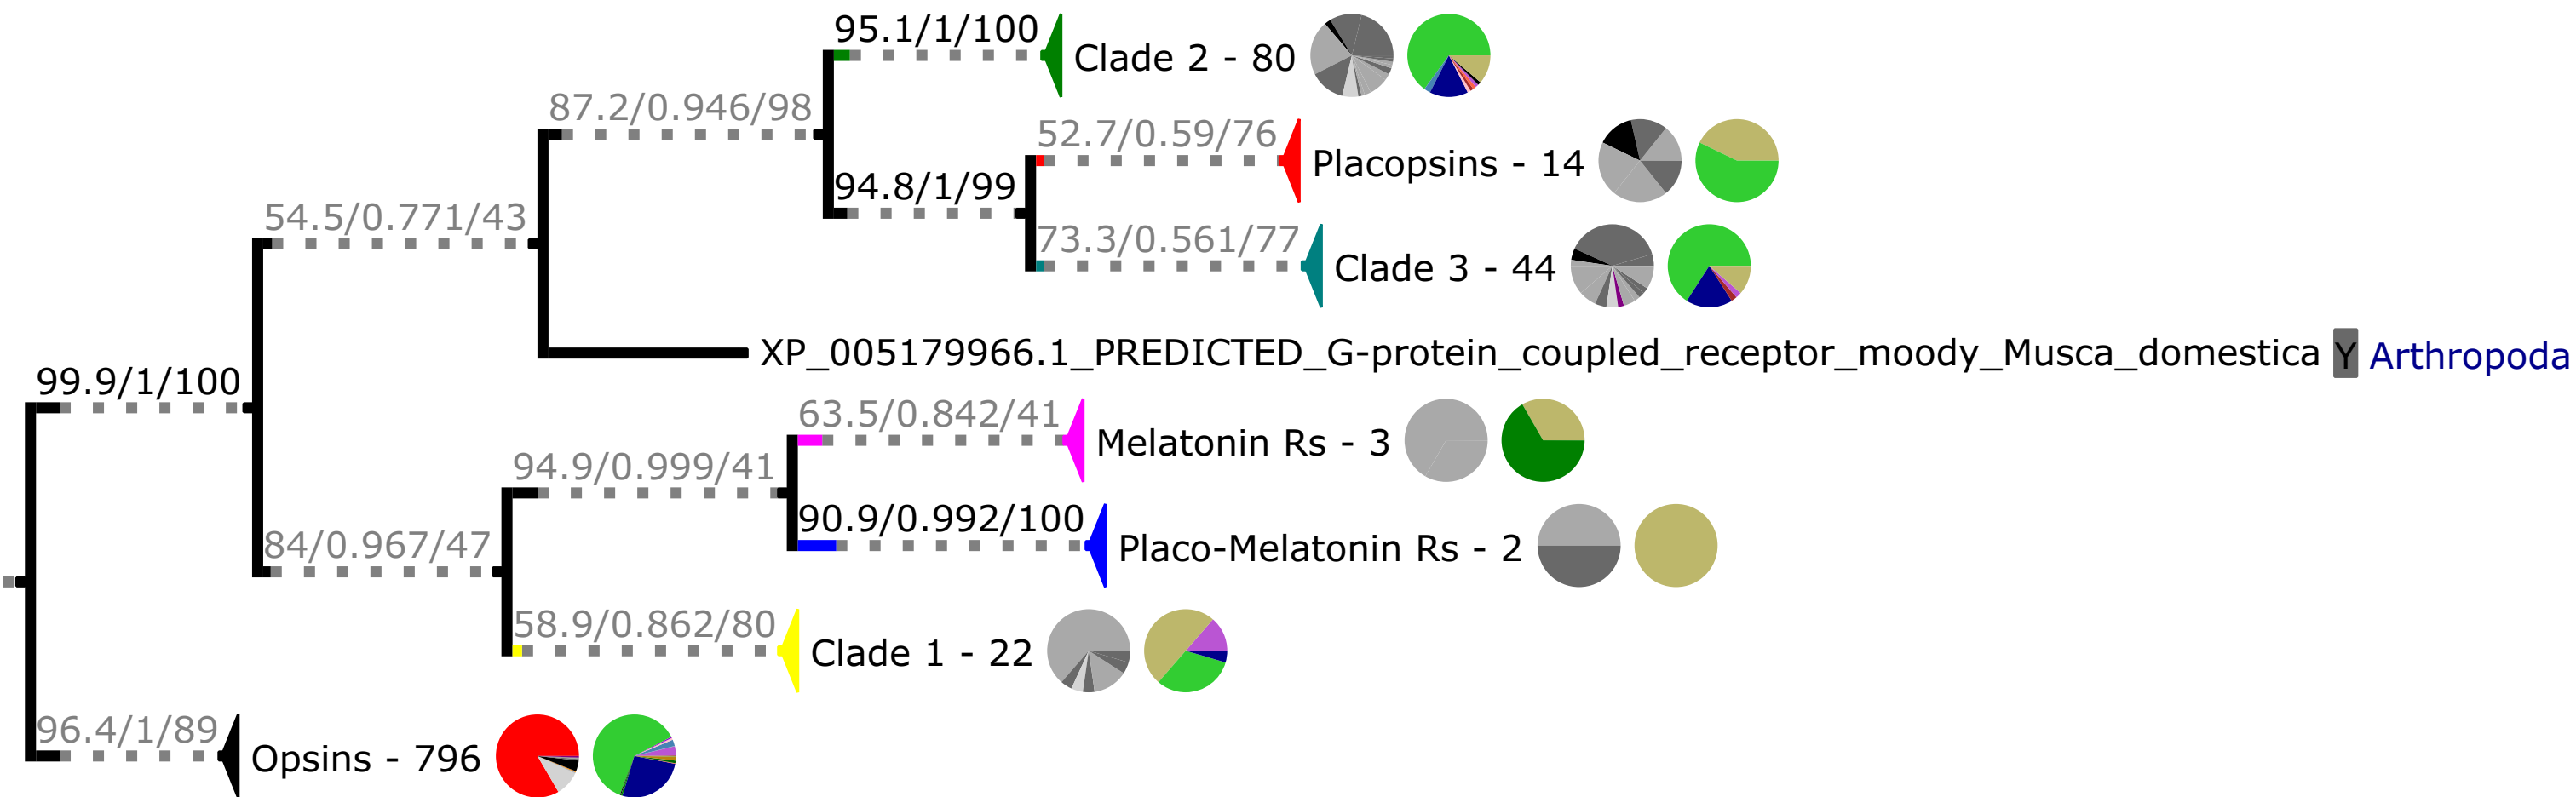 95.1/1/100
Clade 2 - 80
87.2/0.946/98
52.7/0.59/76
Placopsins - 14
94.8/1/99
54.5/0.771/43
73.3/0.561/77
Clade 3 - 44
XP_005179966.1_PREDICTED_G-protein_coupled_receptor_moody_Musca_domestica Y Arthropoda
99.9/1/100
63.5/0.842/41
Melatonin Rs - 3
94.9/0.999/41
90.9/0.992/100
Placo-Melatonin Rs - 2
84/0.967/47
58.9/0.862/80
Clade 1 - 22
96.4/1/89
Opsins - 796